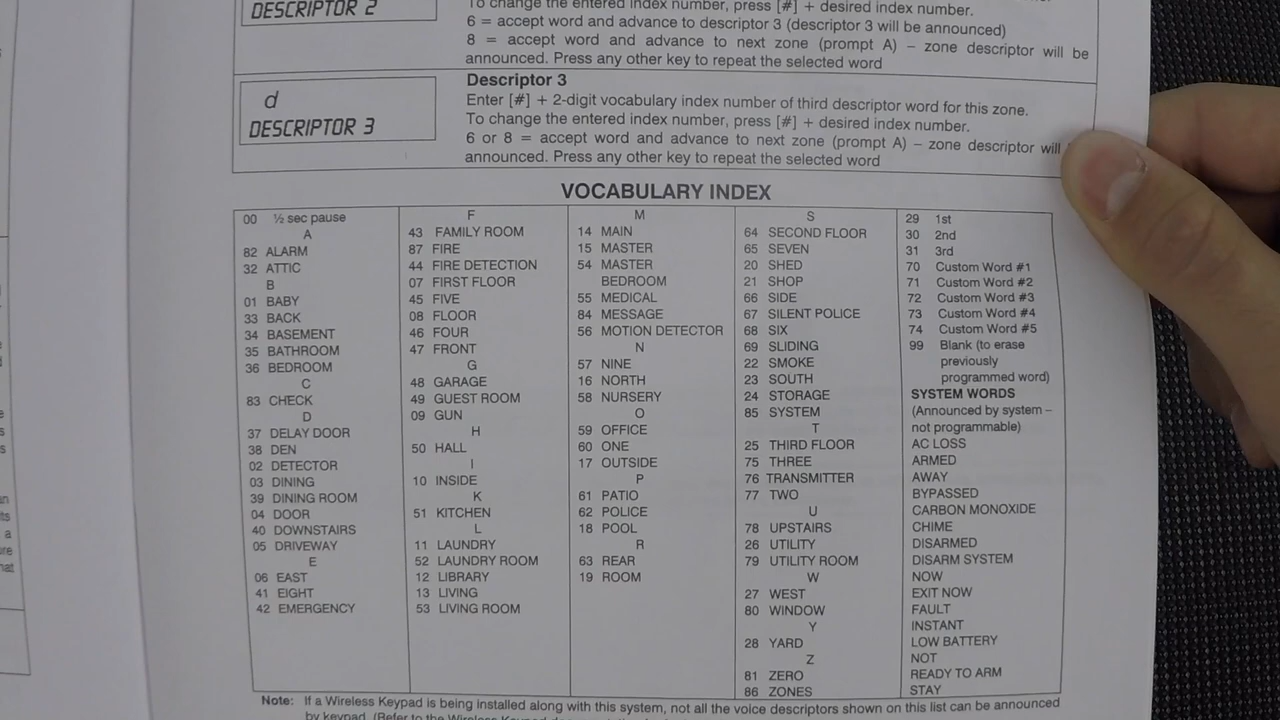 DESCRIPTOR 2
To change the entered index number, press [#] + desired index number.
6 = accept word and advance to descriptor 3 (descriptor 3 will be announced)
8 = accept word and advance to next zone (prompt A) – zone descriptor will be
announced. Press any other key to repeat the selected word
d
DESCRIPTOR 3
Descriptor 3
Enter [#] + 2-digit vocabulary index number of third descriptor word for this zone.
To change the entered index number, press [#] + desired index number.
6 or 8 = accept word and advance to next zone (prompt A) – zone descriptor will
announced. Press any other key to repeat the selected word
VOCABULARY INDEX
00 ½ sec pause
A
82 ALARM
32 ATTIC
B
01 BABY
33 BACK
34 BASEMENT
35 BATHROOM
36 BEDROOM
C
83 CHECK
D
37 DELAY DOOR
38 DEN
02 DETECTOR
03 DINING
39 DINING ROOM
04 DOOR
40 DOWNSTAIRS
05 DRIVEWAY
E
06 EAST
41 EIGHT
42 EMERGENCY
F
43 FAMILY ROOM
87 FIRE
44 FIRE DETECTION
07 FIRST FLOOR
45 FIVE
08 FLOOR
46 FOUR
47 FRONT
G
48 GARAGE
49 GUEST ROOM
09 GUN
H
50 HALL
I
10 INSIDE
K
51 KITCHEN
L
11 LAUNDRY
52 LAUNDRY ROOM
12 LIBRARY
13 LIVING
53 LIVING ROOM
M
14 MAIN
15 MASTER
54 MASTER
BEDROOM
55 MEDICAL
84 MESSAGE
56 MOTION DETECTOR
N
57 NINE
16 NORTH
58 NURSERY
O
59 OFFICE
60 ONE
17 OUTSIDE
P
61 PATIO
62 POLICE
18 POOL
R
63 REAR
19 ROOM
S
64 SECOND FLOOR
65 SEVEN
20 SHED
21 SHOP
66 SIDE
67 SILENT POLICE
68 SIX
69 SLIDING
22 SMOKE
23 SOUTH
24 STORAGE
85 SYSTEM
T
25 THIRD FLOOR
75 THREE
76 TRANSMITTER
77 TWO
U
78 UPSTAIRS
26 UTILITY
79 UTILITY ROOM
W
27 WEST
80 WINDOW
Y
28 YARD
Z
81 ZERO
86 ZONES
29 1st
30 2nd
31 3rd
70 Custom Word #1
71 Custom Word #2
72 Custom Word #3
73 Custom Word #4
74 Custom Word #5
99 Blank (to erase
previously
programmed word)
SYSTEM WORDS
(Announced by system –
not programmable)
AC LOSS
ARMED
AWAY
BYPASSED
CARBON MONOXIDE
CHIME
DISARMED
DISARM SYSTEM
NOW
EXIT NOW
FAULT
INSTANT
LOW BATTERY
NOT
READY TO ARM
STAY
Note: If a Wireless Keypad is being installed along with this system, not all the voice descriptors shown on this list can be announced
by keypad. (Refer to the Wireless Keypad